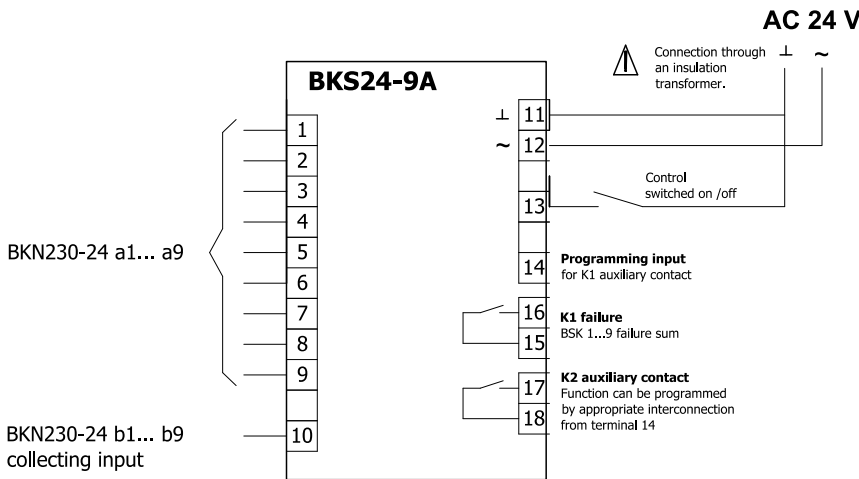 AC 24 V
⊥ ~
Connection through
an insulation
transformer.
BKS24-9A
⊥ 11
~ 12
13
Control
switched on /off
14
Programming input
for K1 auxiliary contact
16
15
K1 failure
BSK 1...9 failure sum
17
18
K2 auxiliary contact
Function can be programmed
by appropriate interconnection
from terminal 14
1
2
3
4
5
6
7
8
9
10
BKN230-24 a1... a9
BKN230-24 b1... b9
collecting input